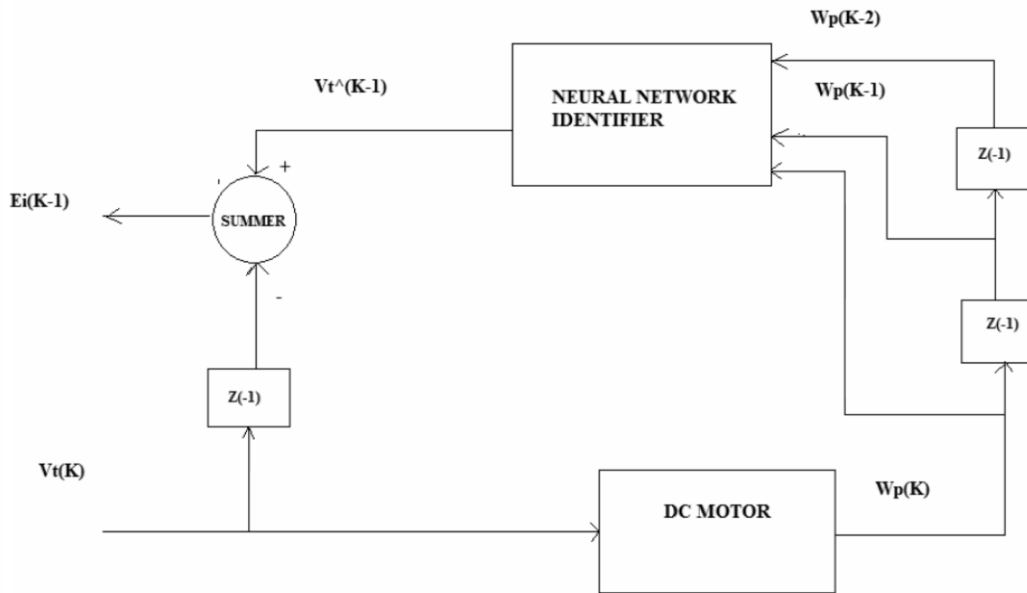 Wp(K-2)
Vt^(K-1)
NEURAL NETWORK
IDENTIFIER
Wp(K-1)
Z(-1)
+
Ei(K-1)
SUMMER
-
Z(-1)
Z(-1)
Vt(K)
Wp(K)
DC MOTOR